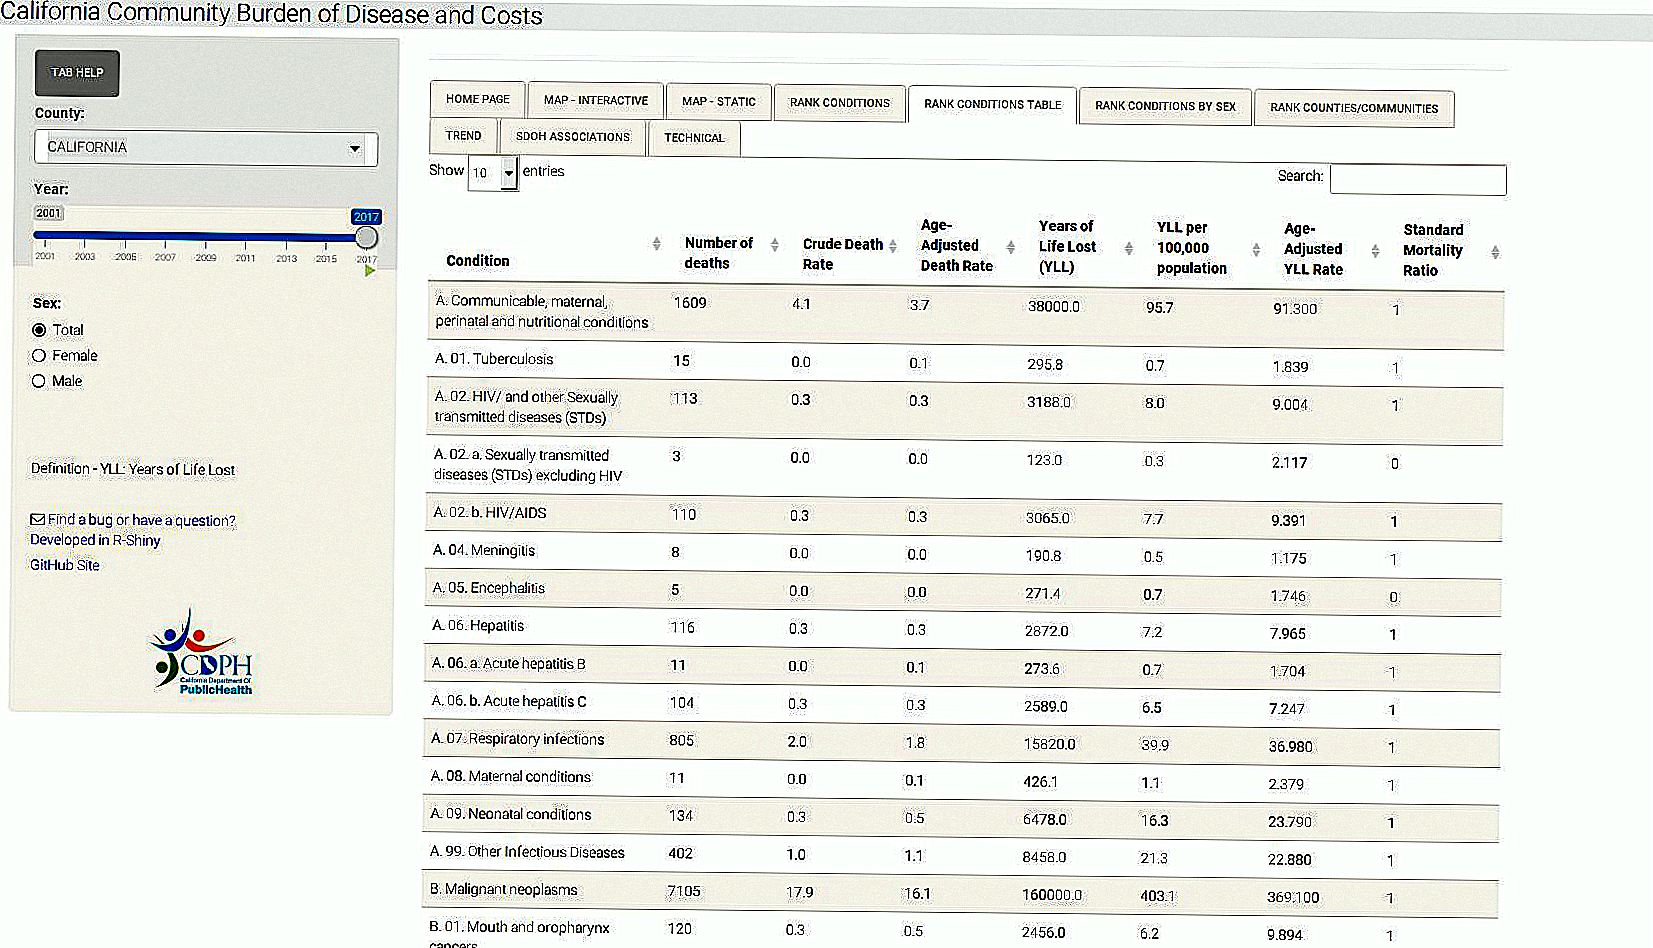 California Community Burden of Disease and Costs
TAB HELP
County:
CALIFORNIA
Year:
2001 2017
2001 2003 2005 2007 2009 2011 2013 2015 2017
Sex:
Total
Female
Male
Definition - YLL: Years of Life Lost
Find a bug or have a question?
Developed in R-Shiny
GitHub Site
CDPH
California Department Of
PublicHealth
HOME PAGE MAP - INTERACTIVE MAP - STATIC RANK CONDITIONS RANK CONDITIONS TABLE RANK CONDITIONS BY SEX RANK COUNTIES/COMMUNITIES
TREND SDOH ASSOCIATIONS TECHNICAL
Show 10 entries Search:
Condition Number of deaths Crude Death Rate Age-Adjusted Death Rate Years of Life Lost (YLL) YLL per 100,000 population Age-Adjusted YLL Rate Standard Mortality Ratio
A. Communicable, maternal, perinatal and nutritional conditions 1609 4.1 3.7 38000.0 95.7 91.300 1
A. 01. Tuberculosis 15 0.0 0.1 295.8 0.7 1.839 1
A. 02. HIV/ and other Sexually transmitted diseases (STDs) 113 0.3 0.3 3188.0 8.0 9.004 1
A. 02. a. Sexually transmitted diseases (STDs) excluding HIV 3 0.0 0.0 123.0 0.3 2.117 0
A. 02. b. HIV/AIDS 110 0.3 0.3 3065.0 7.7 9.391 1
A. 04. Meningitis 8 0.0 0.0 190.8 0.5 1.175 1
A. 05. Encephalitis 5 0.0 0.0 271.4 0.7 1.746 0
A. 06. Hepatitis 116 0.3 0.3 2872.0 7.2 7.965 1
A. 06. a. Acute hepatitis B 11 0.0 0.1 273.6 0.7 1.704 1
A. 06. b. Acute hepatitis C 104 0.3 0.3 2589.0 6.5 7.247 1
A. 07. Respiratory infections 805 2.0 1.8 15820.0 39.9 36.980 1
A. 08. Maternal conditions 11 0.0 0.1 426.1 1.1 2.379 1
A. 09. Neonatal conditions 134 0.3 0.5 6478.0 16.3 23.790 1
A. 99. Other Infectious Diseases 402 1.0 1.1 8458.0 21.3 22.880 1
B. Malignant neoplasms 7105 17.9 16.1 160000.0 403.1 369.100 1
B. 01. Mouth and oropharynx cancers 120 0.3 0.5 2456.0 6.2 9.894 1